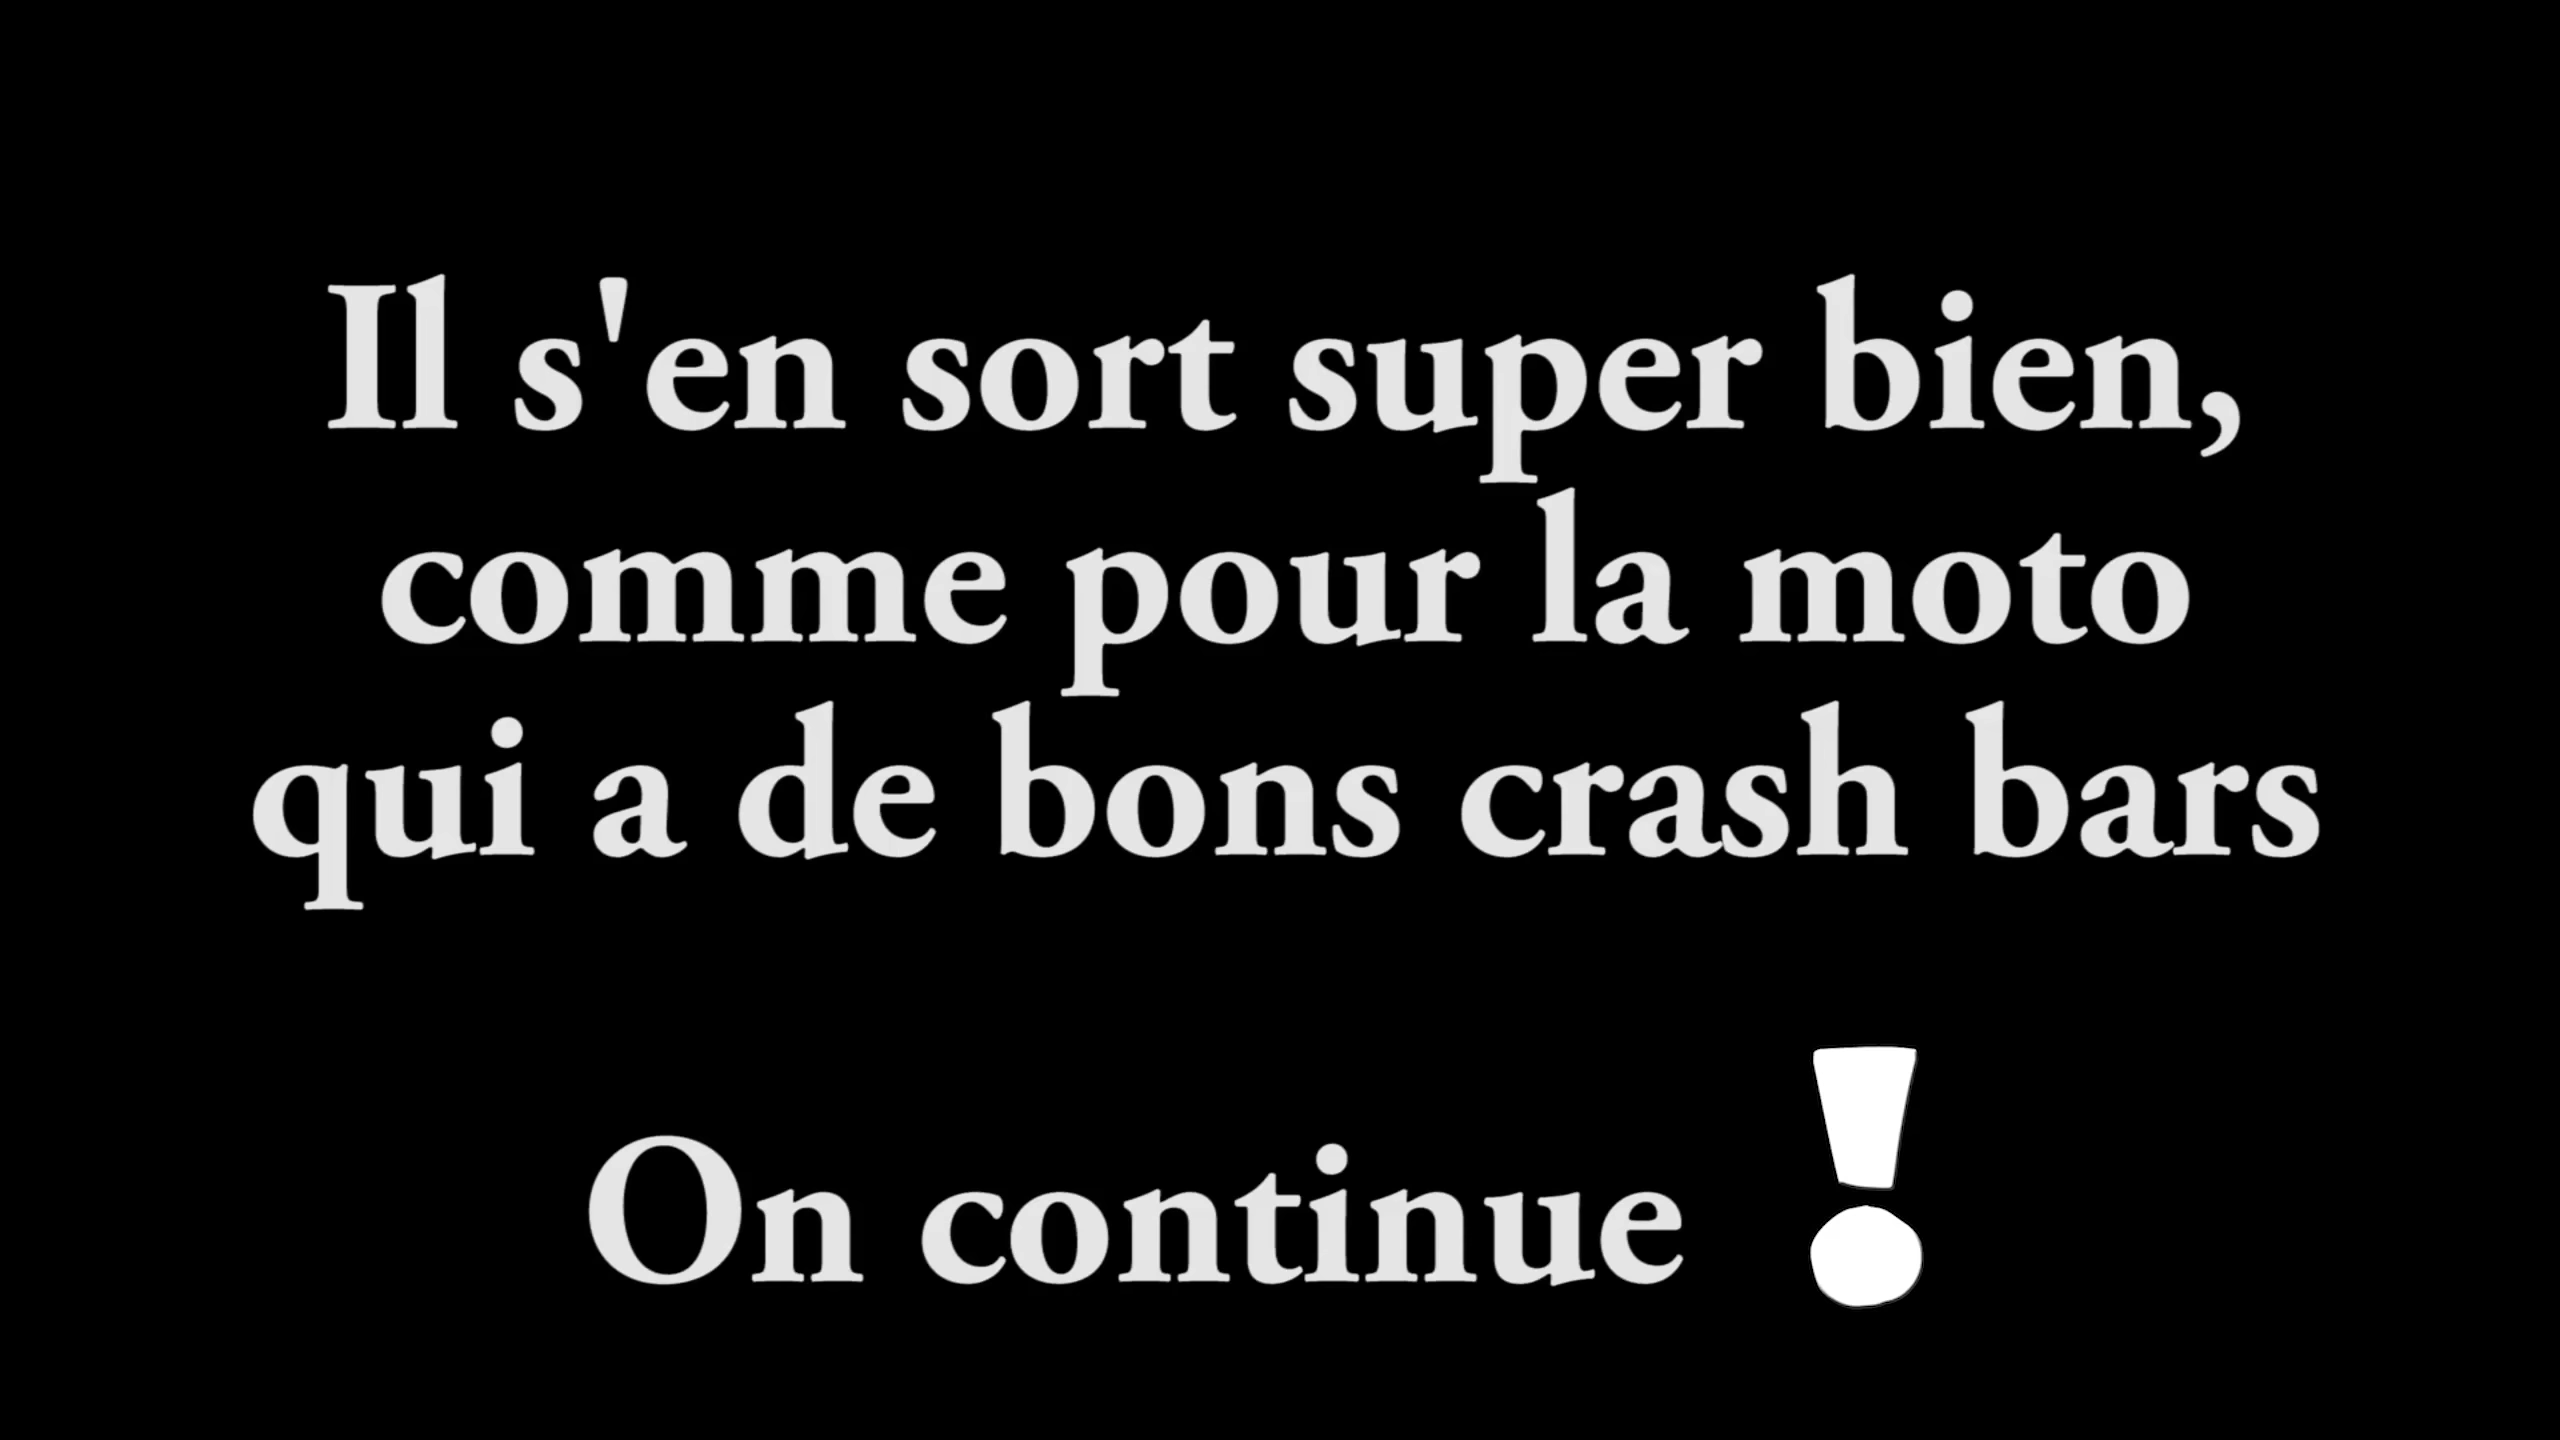 Il s'en sort super bien,
comme pour la moto
qui a de bons crash bars
On continue !